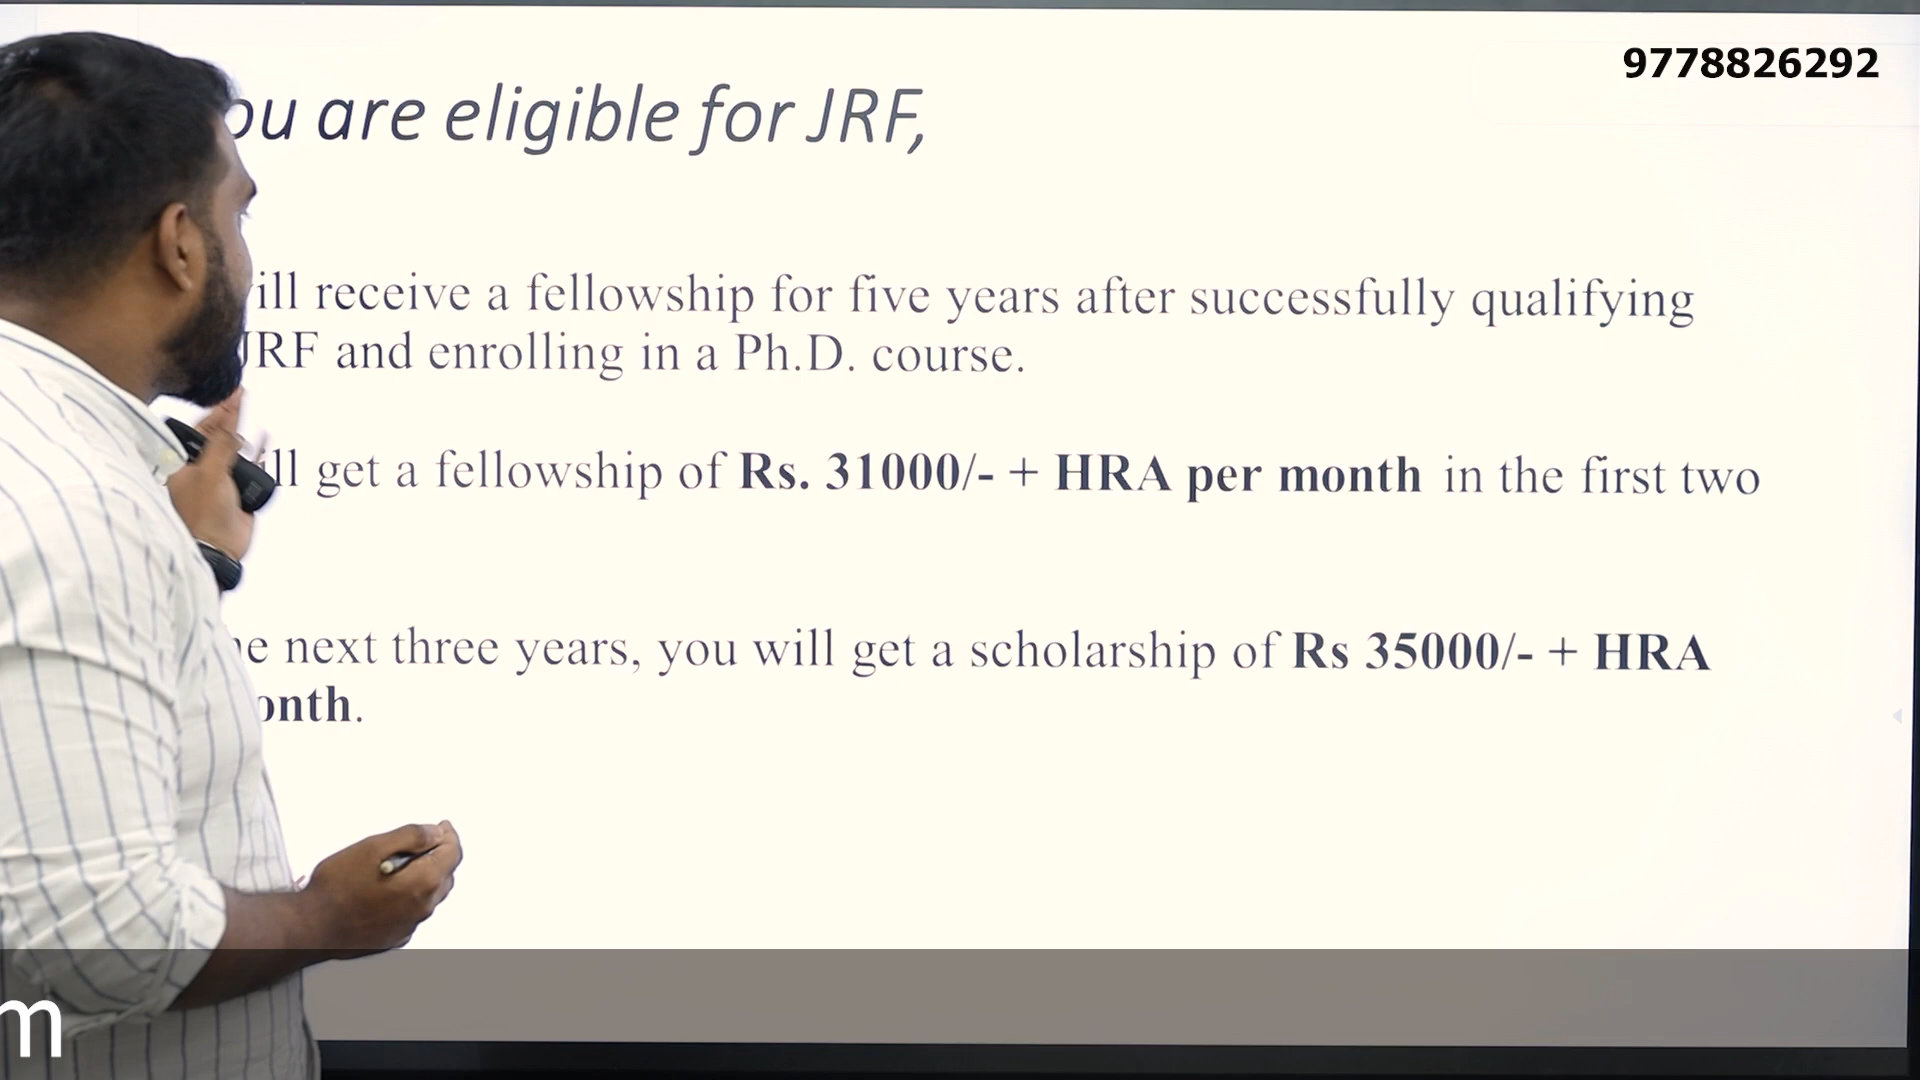 9778826292
ou are eligible for JRF,
ill receive a fellowship for five years after successfully qualifying
JRF and enrolling in a Ph.D. course.
ll get a fellowship of Rs. 31000/- + HRA per month in the first two
e next three years, you will get a scholarship of Rs 35000/- + HRA
onth.
m